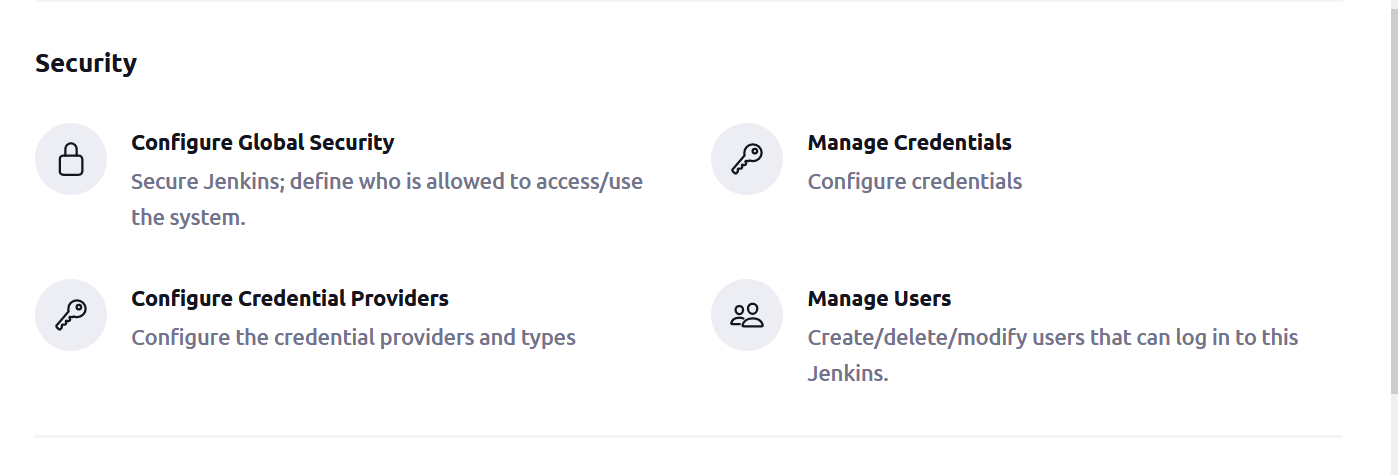 Security
Configure Global Security
Secure Jenkins; define who is allowed to access/use
the system.
Manage Credentials
Configure credentials
Configure Credential Providers
Configure the credential providers and types
Manage Users
Create/delete/modify users that can log in to this
Jenkins.